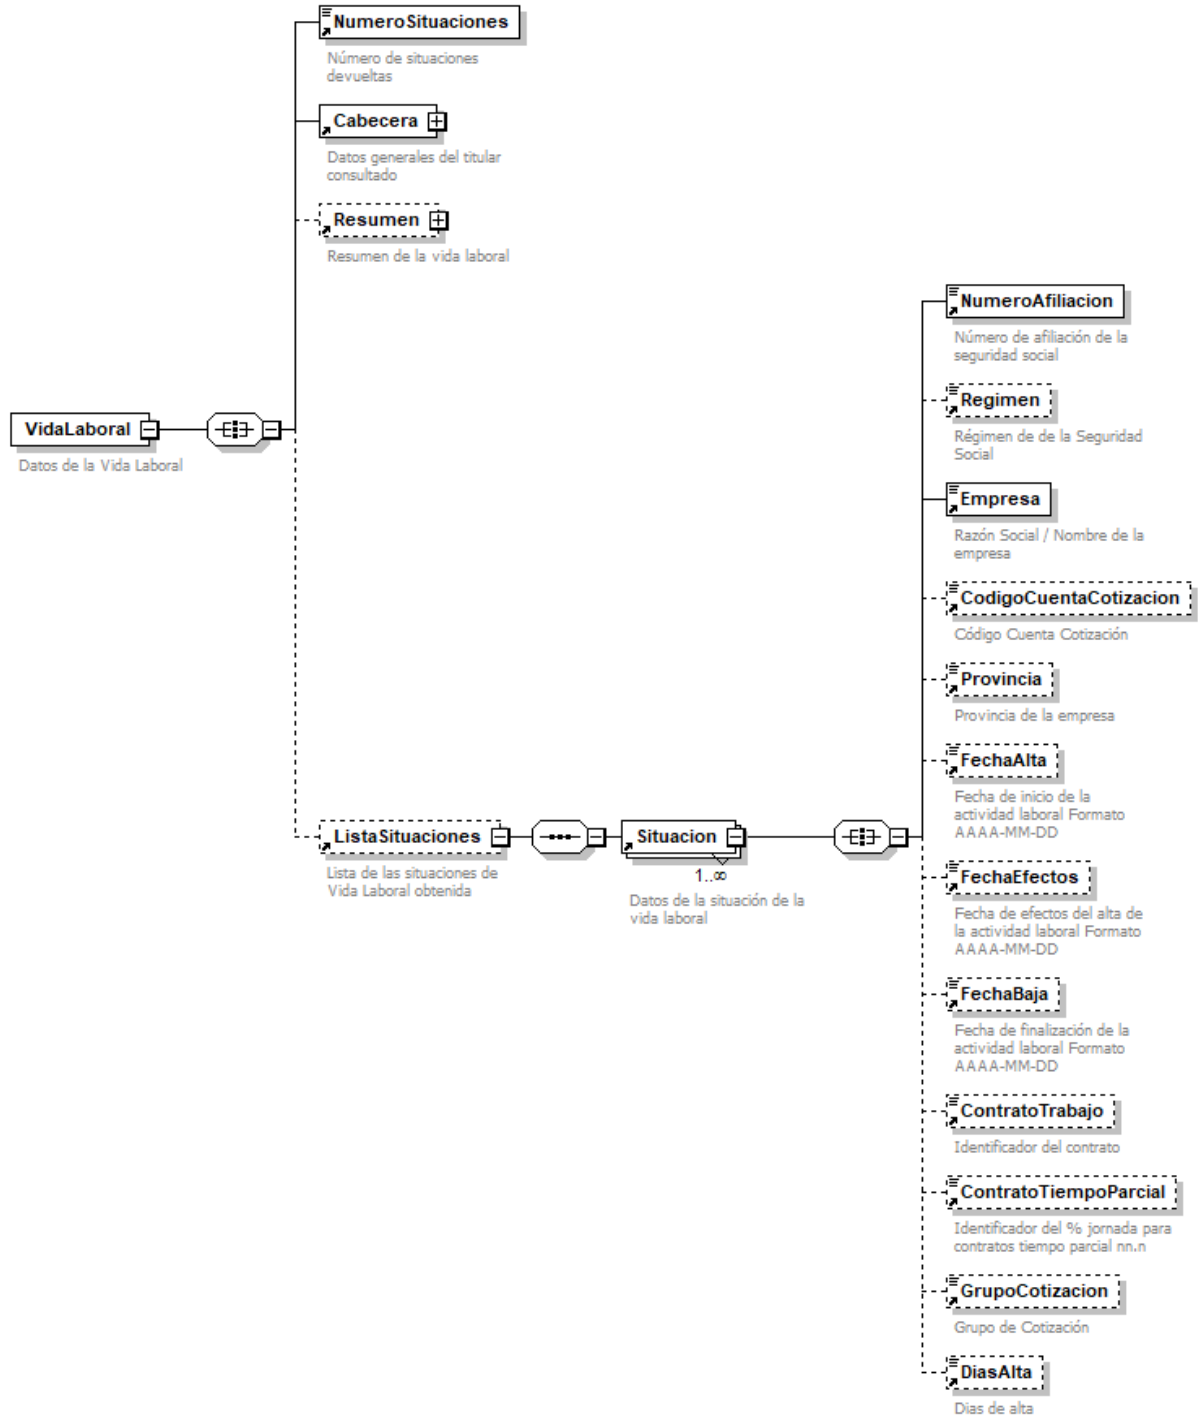 NumeroSituaciones
Número de situaciones
devueltas
Cabecera
Datos generales del titular
consultado
Resumen
Resumen de la vida laboral
VidaLaboral
Datos de la Vida Laboral
ListaSituaciones
Lista de las situaciones de
Vida Laboral obtenida
Situacion
1..∞
Datos de la situación de la
vida laboral
NumeroAfiliacion
Número de afiliación de la
seguridad social
Regimen
Régimen de de la Seguridad
Social
Empresa
Razón Social / Nombre de la
empresa
CodigoCuentaCotizacion
Código Cuenta Cotización
Provincia
Provincia de la empresa
FechaAlta
Fecha de inicio de la
actividad laboral Formato
AAAA-MM-DD
FechaEfectos
Fecha de efectos del alta de
la actividad laboral Formato
AAAA-MM-DD
FechaBaja
Fecha de finalización de la
actividad laboral Formato
AAAA-MM-DD
ContratoTrabajo
Identificador del contrato
ContratoTiempoParcial
Identificador del % jornada para
contratos tiempo parcial nn.n
GrupoCotizacion
Grupo de Cotización
DiasAlta
Dias de alta